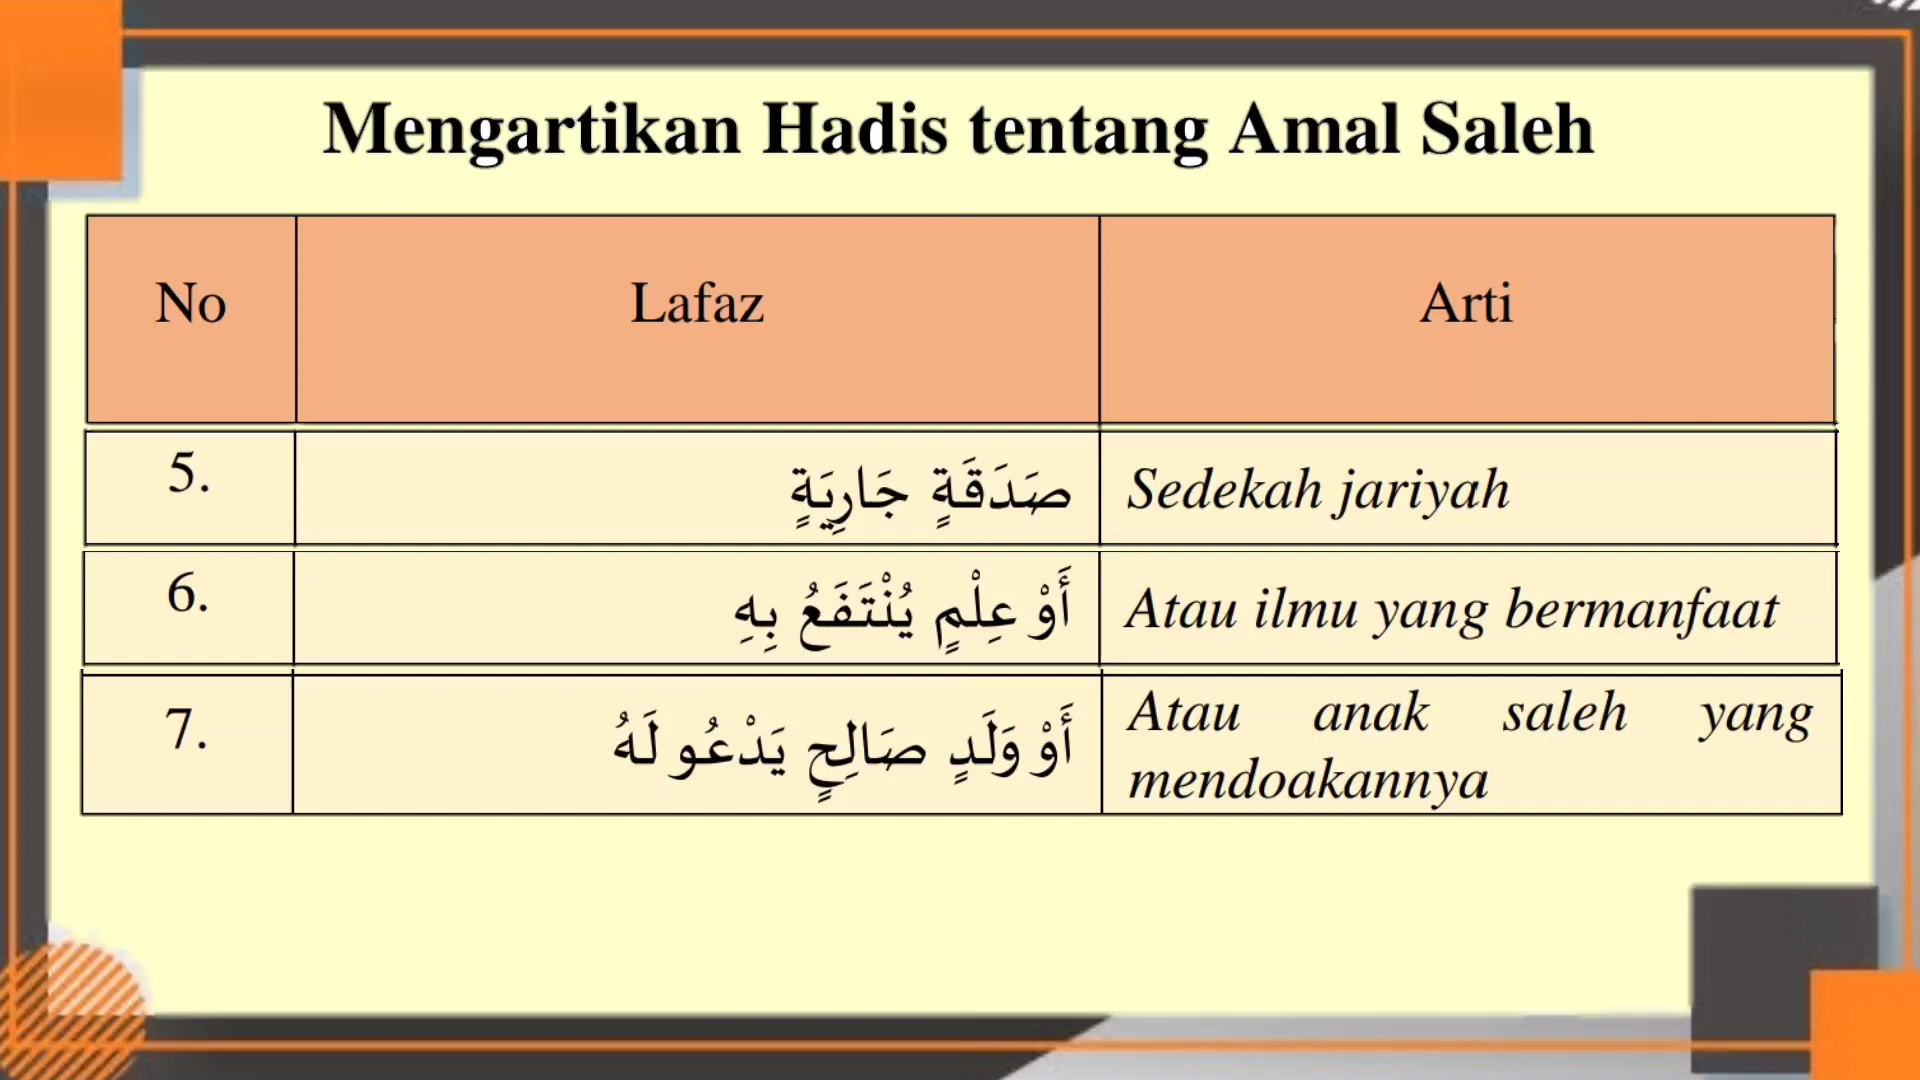 Mengartikan Hadis tentang Amal Saleh
No Lafaz Arti
5. صَدَقَةٍ جَارِيَةٍ Sedekah jariyah
6. أَوْ عِلْمٍ يُنْتَفَعُ بِهِ Atau ilmu yang bermanfaat
7. أَوْ وَلَدٍ صَالِحٍ يَدْعُو لَهُ Atau anak saleh yang
mendoakannya